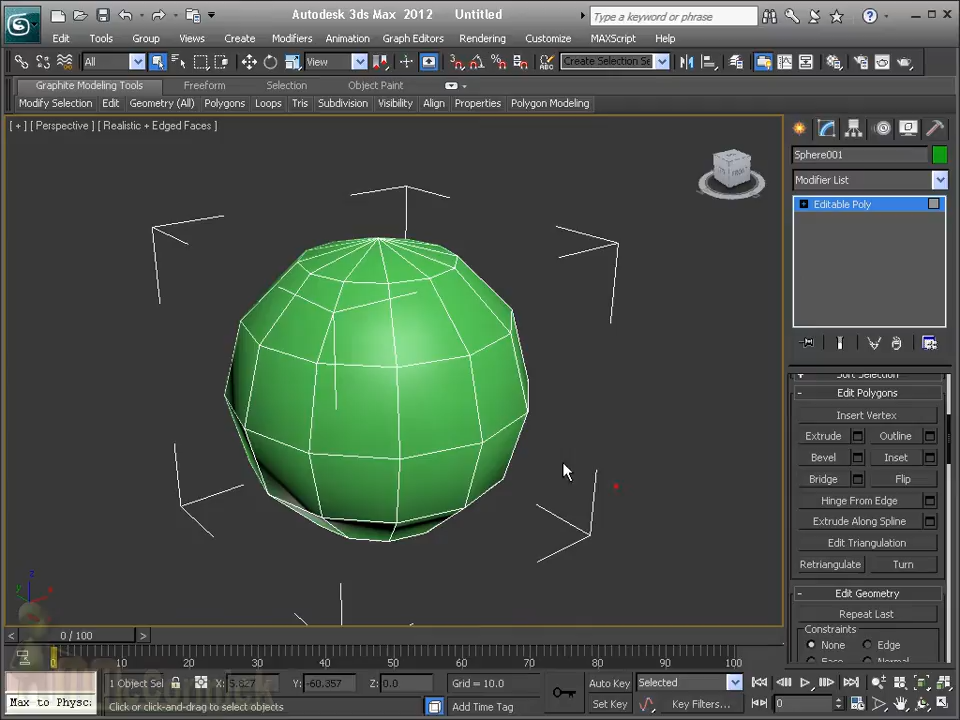 Autodesk 3ds Max 2012 Untitled
Type a keyword or phrase
Edit Tools Group Views Create Modifiers Animation Graph Editors Rendering Customize MAXScript Help
All View Create Selection Se
Graphite Modeling Tools Freeform Selection Object Paint
Modify Selection Edit Geometry (All) Polygons Loops Tris Subdivision Visibility Align Properties Polygon Modeling
[ + ] [ Perspective ] [ Realistic + Edged Faces ]
Sphere001
Modifier List
Editable Poly
Sort Selection
- Edit Polygons
Insert Vertex
Extrude Outline
Bevel Inset
Bridge Flip
Hinge From Edge
Extrude Along Spline
Edit Triangulation
Retriangulate Turn
- Edit Geometry
Repeat Last
Constraints
None Edge
Face Normal
z
< 0 / 100 >
0 10 20 30 40 50 60 70 80 90 100
1 Object Sel X: 5.827 Y: -60.357 Z: 0.0 Grid = 10.0 Auto Key Selected
Max to Physc: Click or click-and-drag to select objects Add Time Tag Set Key Key Filters... 0